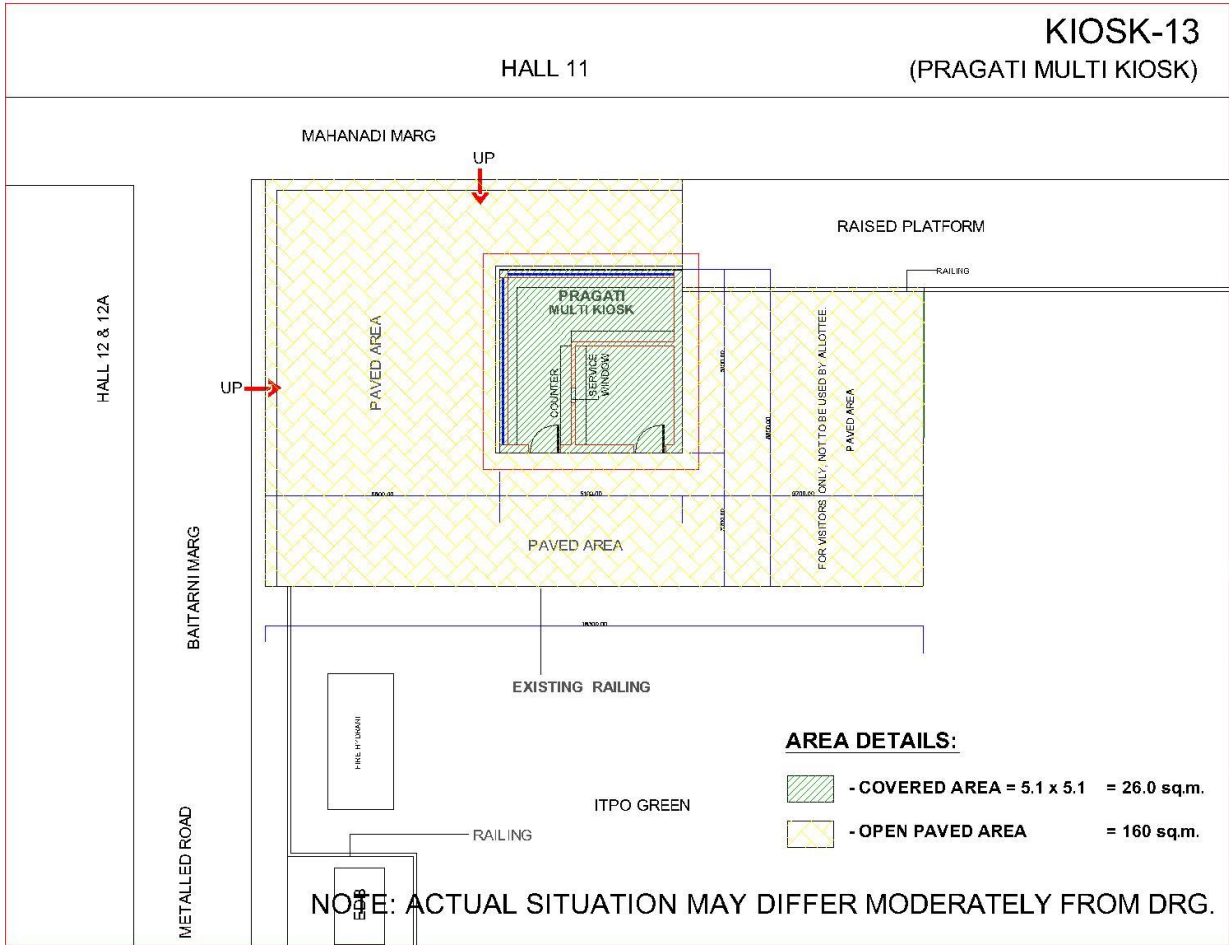 KIOSK-13
(PRAGATI MULTI KIOSK)
HALL 11
MAHANADI MARG
UP
RAISED PLATFORM
RAILING
HALL 12 & 12A
PRAGATI
MULTI KIOSK
PAVED AREA
UP
COUNTER
SERVICE
WINDOW
FOR VISITORS ONLY, NOT TO BE USED BY ALLOTTEE.
PAVED AREA
5100.00
PAVED AREA
BAITARNI MARG
EXISTING RAILING
AREA DETAILS:
- COVERED AREA = 5.1 x 5.1 = 26.0 sq.m.
- OPEN PAVED AREA = 160 sq.m.
ITPO GREEN
RAILING
METALLED ROAD
NOTE: ACTUAL SITUATION MAY DIFFER MODERATELY FROM DRG.